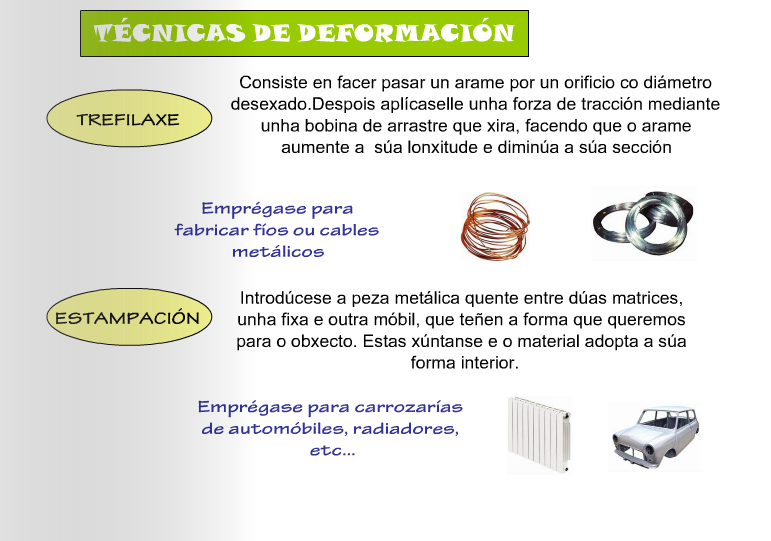 TÉCNICAS DE DEFORMACIÓN
TREFILAXE
Consiste en facer pasar un arame por un orificio co diámetro
desexado.Despois aplícaselle unha forza de tracción mediante
unha bobina de arrastre que xira, facendo que o arame
aumente a súa lonxitude e diminúa a súa sección
Emprégase para
fabricar fíos ou cables
metálicos
ESTAMPACIÓN
Introdúcese a peza metálica quente entre dúas matrices,
unha fixa e outra móbil, que teñen a forma que queremos
para o obxecto. Estas xúntanse e o material adopta a súa
forma interior.
Emprégase para carrozarías
de automóbiles, radiadores,
etc...